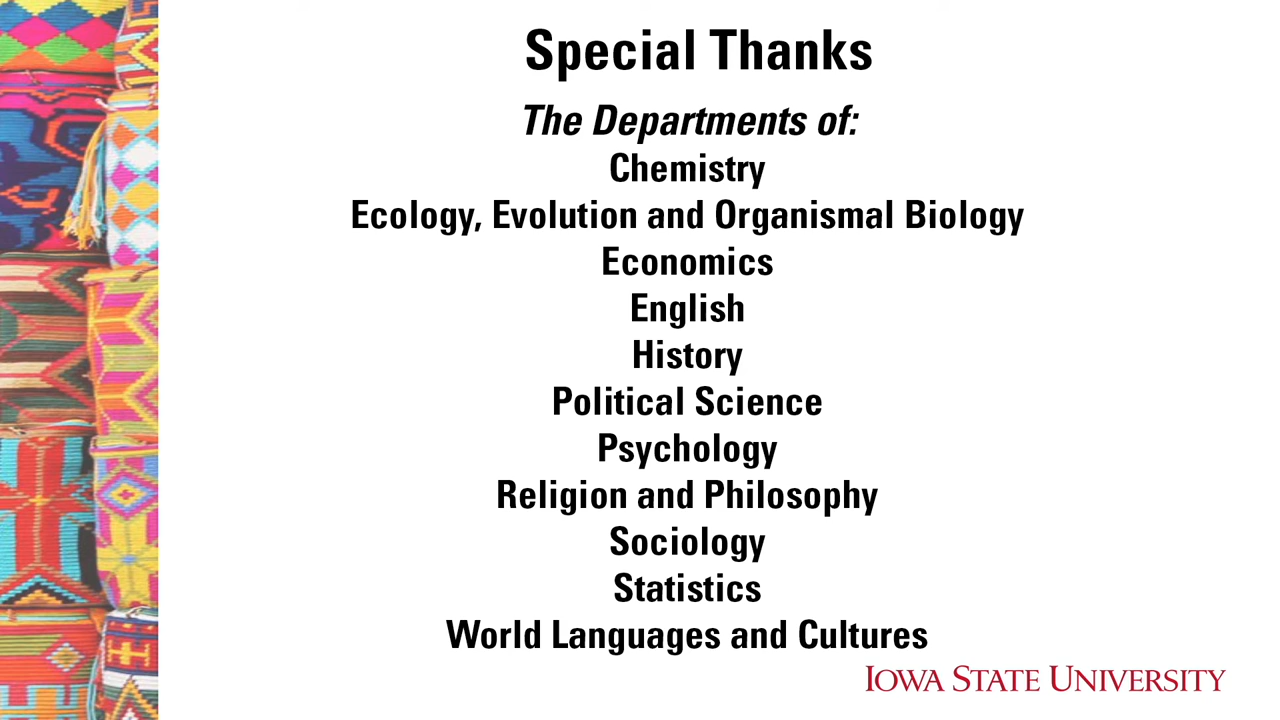 Special Thanks
The Departments of:
Chemistry
Ecology, Evolution and Organismal Biology
Economics
English
History
Political Science
Psychology
Religion and Philosophy
Sociology
Statistics
World Languages and Cultures
IOWA STATE UNIVERSITY